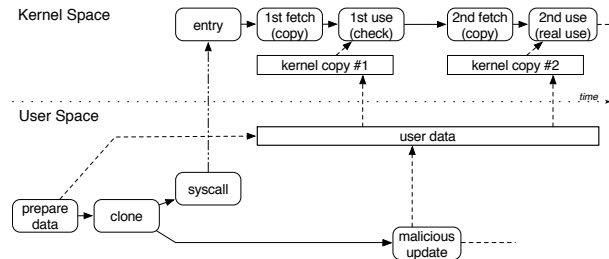 Kernel Space
entry
1st fetch
(copy)
1st use
(check)
2nd fetch
(copy)
2nd use
(real use)
kernel copy #1
kernel copy #2
time
User Space
user data
syscall
prepare
data
clone
malicious
update